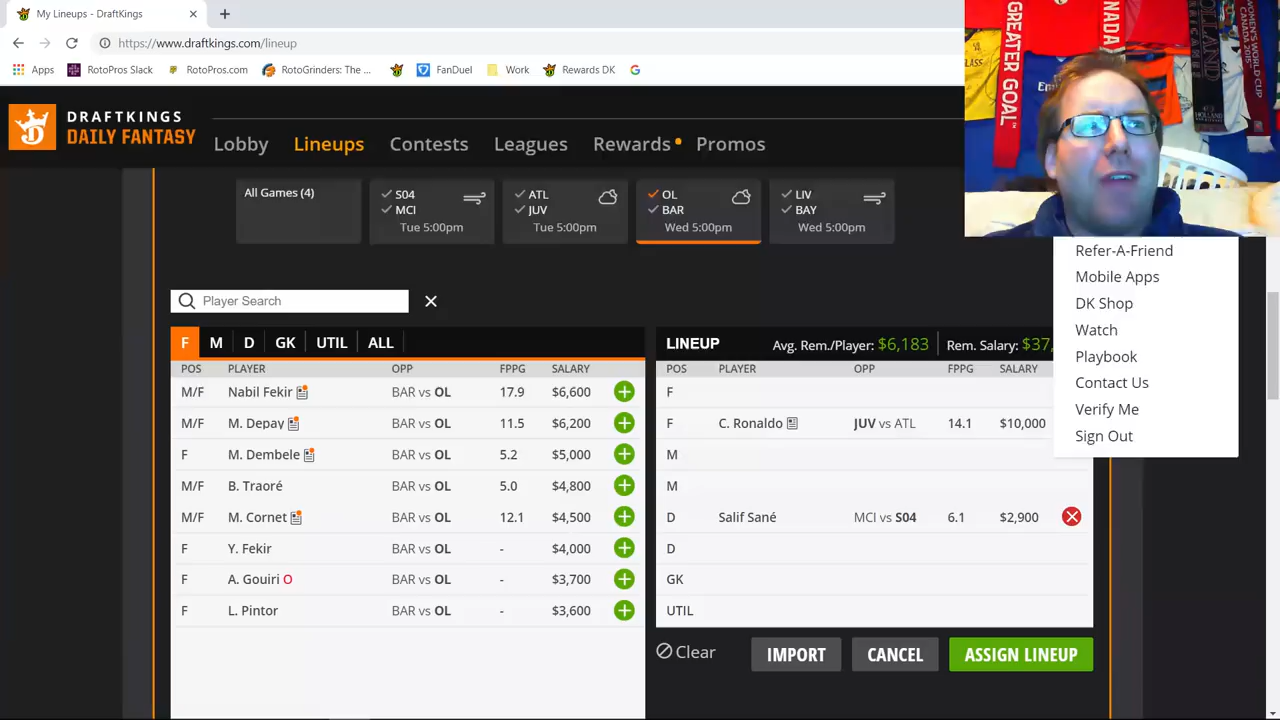 My Lineups - DraftKings
https://www.draftkings.com/lineup
Apps RotoPros Slack RotoPros.com RotoGrinders: The ... FanDuel Work Rewards DK
DRAFTKINGS
DAILY FANTASY
Lobby Lineups Contests Leagues Rewards Promos
GREATER GOAL™
CANADA
HOLLAND
WOMEN'S WORLD CUP
CANADA 2015™
All Games (4)
S04
MCI
Tue 5:00pm
ATL
JUV
Tue 5:00pm
OL
BAR
Wed 5:00pm
LIV
BAY
Wed 5:00pm
Refer-A-Friend
Mobile Apps
DK Shop
Watch
Playbook
Contact Us
Verify Me
Sign Out
Player Search
F M D GK UTIL ALL
POS PLAYER OPP FPPG SALARY
M/F Nabil Fekir BAR vs OL 17.9 $6,600
M/F M. Depay BAR vs OL 11.5 $6,200
F M. Dembele BAR vs OL 5.2 $5,000
M/F B. Traoré BAR vs OL 5.0 $4,800
M/F M. Cornet BAR vs OL 12.1 $4,500
F Y. Fekir BAR vs OL - $4,000
F A. Gouiri O BAR vs OL - $3,700
F L. Pintor BAR vs OL - $3,600
LINEUP Avg. Rem./Player: $6,183 Rem. Salary: $37,
POS PLAYER OPP FPPG SALARY
F
F C. Ronaldo JUV vs ATL 14.1 $10,000
M
M
D Salif Sané MCI vs S04 6.1 $2,900
D
GK
UTIL
Clear IMPORT CANCEL ASSIGN LINEUP